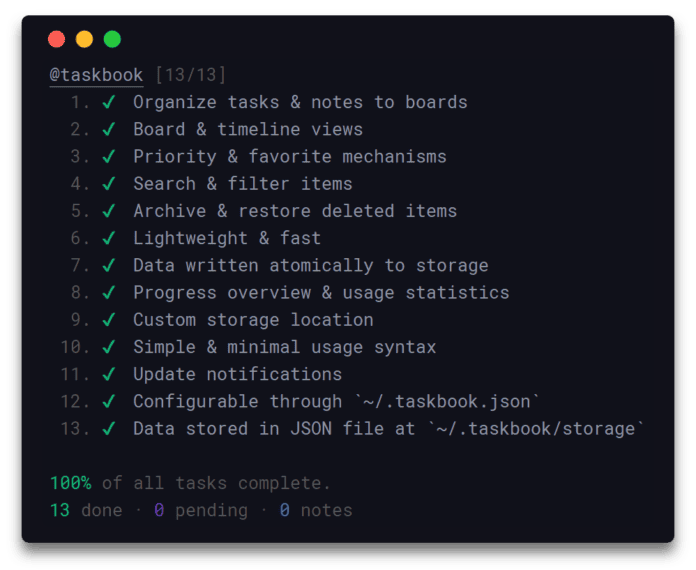 @taskbook [13/13]
1. ✔ Organize tasks & notes to boards
2. ✔ Board & timeline views
3. ✔ Priority & favorite mechanisms
4. ✔ Search & filter items
5. ✔ Archive & restore deleted items
6. ✔ Lightweight & fast
7. ✔ Data written atomically to storage
8. ✔ Progress overview & usage statistics
9. ✔ Custom storage location
10. ✔ Simple & minimal usage syntax
11. ✔ Update notifications
12. ✔ Configurable through `~/.taskbook.json`
13. ✔ Data stored in JSON file at `~/.taskbook/storage`
100% of all tasks complete.
13 done · 0 pending · 0 notes